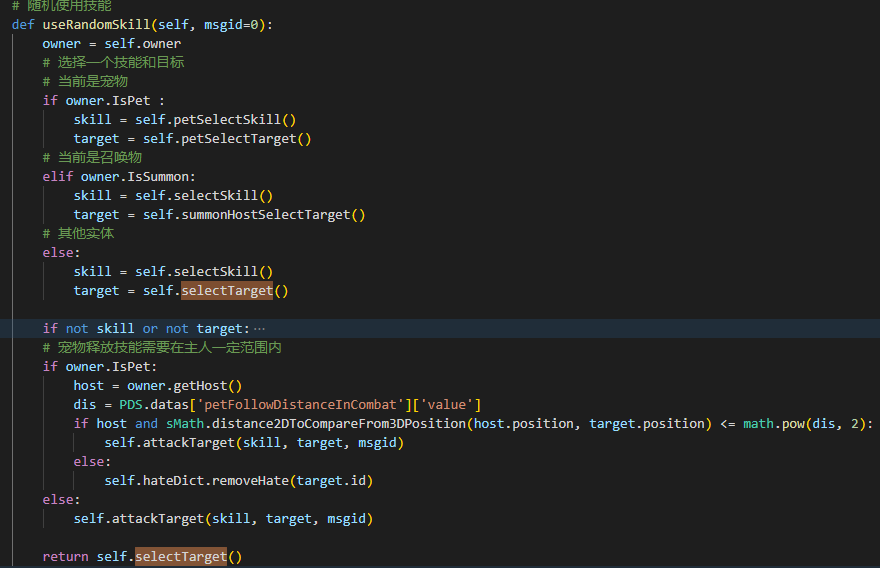 # 随机使用技能
def useRandomSkill(self, msgid=0):
    owner = self.owner
    # 选择一个技能和目标
    # 当前是宠物
    if owner.IsPet :
        skill = self.petSelectSkill()
        target = self.petSelectTarget()
    # 当前是召唤物
    elif owner.IsSummon:
        skill = self.selectSkill()
        target = self.summonHostSelectTarget()
    # 其他实体
    else:
        skill = self.selectSkill()
        target = self.selectTarget()

    if not skill or not target: ···
    # 宠物释放技能需要在主人一定范围内
    if owner.IsPet:
        host = owner.getHost()
        dis = PDS.datas['petFollowDistanceInCombat']['value']
        if host and sMath.distance2DToCompareFrom3DPosition(host.position, target.position) <= math.pow(dis, 2):
            self.attackTarget(skill, target, msgid)
        else:
            self.hateDict.removeHate(target.id)
    else:
        self.attackTarget(skill, target, msgid)

    return self.selectTarget()